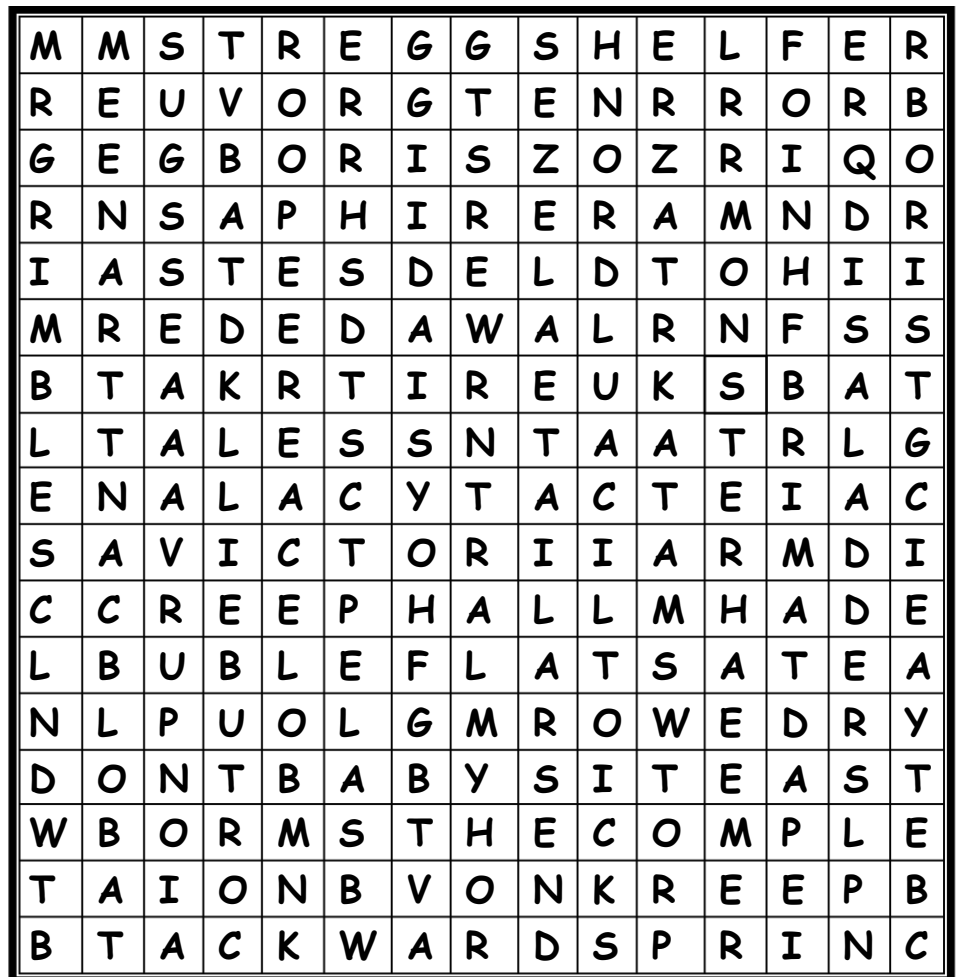 M M S T R E G G S H E L F E R
R E U V O R G T E N R R O R B
G E G B O R I S Z O Z R I Q O
R N S A P H I R E R A M N D R
I A S T E S D E L D T O H I I
M R E D E D A W A L R N F S S
B T A K R T I R E U K S B A T
L T A L E S S N T A A T R L G
E N A L A C Y T A C T E I A C
S A V I C T O R I I A R M D I
C C R E E P H A L L M H A D E
L B U B L E F L A T S A T E A
N L P U O L G M R O W E D R Y
D O N T B A B Y S I T E A S T
W B O R M S T H E C O M P L E
T A I O N B V O N K R E E P B
B T A C K W A R D S P R I N C